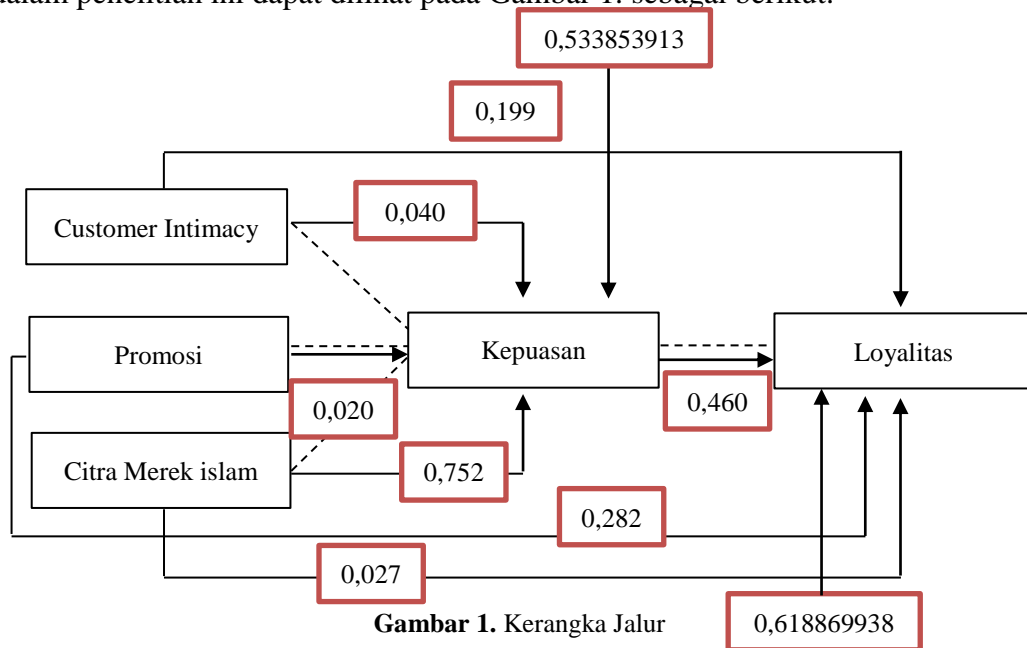 dalam penelitian ini dapat dilihat pada Gambar 1. sebagai berikut:
0,533853913
0,199
Customer Intimacy
0,040
Promosi
Kepuasan
Loyalitas
0,020
0,460
Citra Merek islam
0,752
0,282
0,027
Gambar 1. Kerangka Jalur
0,618869938